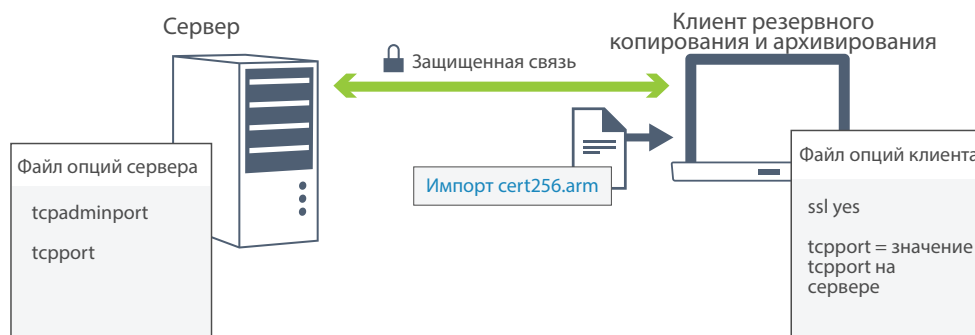 Сервер
Клиент резервного
копирования и архивирования
Защищенная связь
Файл опций сервера
tcpadminport
tcpport
Импорт cert256.arm
Файл опций клиента
ssl yes
tcpport = значение
tcpport на
сервере